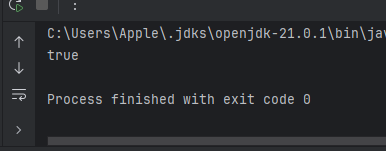 C:\Users\Apple\.jdks\openjdk-21.0.1\bin\jav
true
Process finished with exit code 0